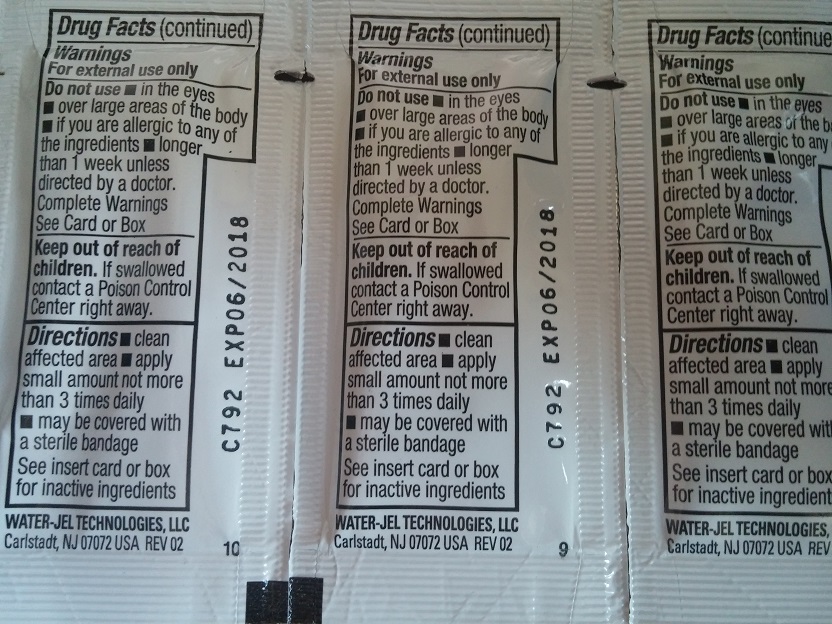 Drug Facts (continued)
Warnings
For external use only
Do not use ■ in the eyes
■ over large areas of the body
■ if you are allergic to any of
the ingredients ■ longer
than 1 week unless
directed by a doctor.
Complete Warnings
See Card or Box
Keep out of reach of
children. If swallowed
contact a Poison Control
Center right away.
Directions ■ clean
affected area ■ apply
small amount not more
than 3 times daily
■ may be covered with
a sterile bandage
See insert card or box
for inactive ingredients
WATER-JEL TECHNOLOGIES, LLC
Carlstadt, NJ 07072 USA REV 02
10
C792 EXP06/2018
Drug Facts (continued)
Warnings
For external use only
Do not use ■ in the eyes
■ over large areas of the body
■ if you are allergic to any of
the ingredients ■ longer
than 1 week unless
directed by a doctor.
Complete Warnings
See Card or Box
Keep out of reach of
children. If swallowed
contact a Poison Control
Center right away.
Directions ■ clean
affected area ■ apply
small amount not more
than 3 times daily
■ may be covered with
a sterile bandage
See insert card or box
for inactive ingredients
WATER-JEL TECHNOLOGIES, LLC
Carlstadt, NJ 07072 USA REV 02
9
C792 EXP06/2018
Drug Facts (continue
Warnings
For external use only
Do not use ■ in the eyes
■ over large areas of the b
■ if you are allergic to any
the ingredients ■ longer
than 1 week unless
directed by a doctor.
Complete Warnings
See Card or Box
Keep out of reach of
children. If swallowed
contact a Poison Control
Center right away.
Directions ■ clean
affected area ■ apply
small amount not more
than 3 times daily
■ may be covered wit
a sterile bandage
See insert card or box
for inactive ingredient
WATER-JEL TECHNOLOGIES,
Carlstadt, NJ 07072 USA REV